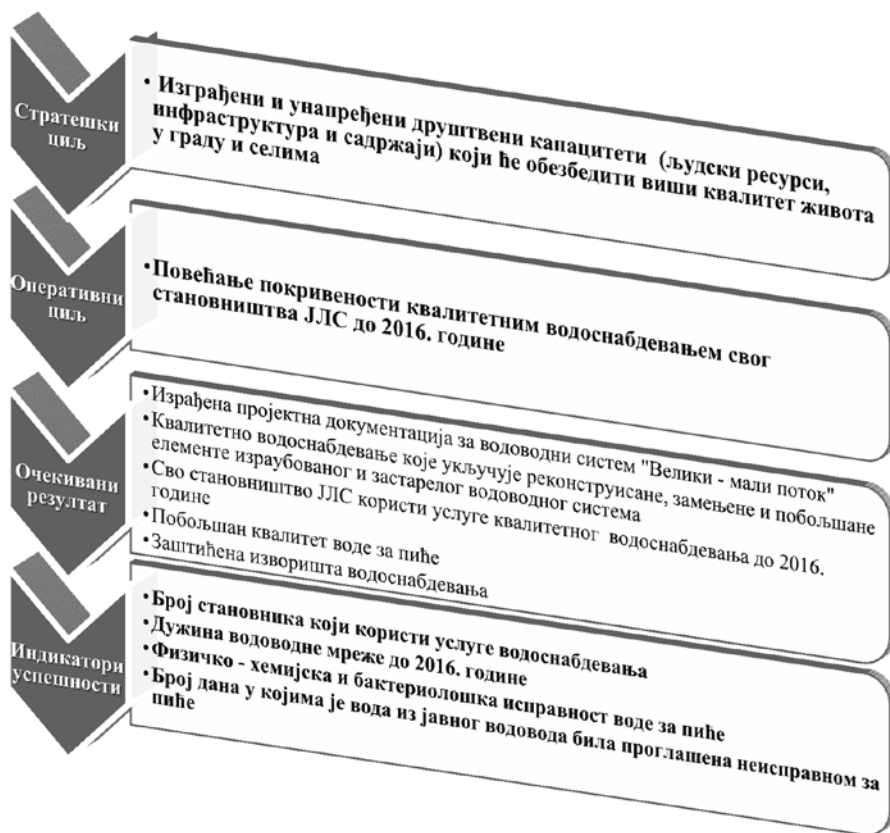 Стратешки
циљ
• Изграђени и унапређени друштвени капацитети (људски ресурси,
инфраструктура и садржаји) који ће обезбедити виши квалитет живота
у граду и селима
Оперативни
циљ
•Повећање покривености квалитетним водоснабдевањем свог
становништва ЈЛС до 2016. године
Очекивани
резултат
•Израђена пројектна документација за водоводни систем "Велики - мали поток"
•Квалитетно водоснабдевање које укључује реконструисане, замењене и побољшане
елементе израубованог и застарелог водоводног система
•Сво становништво ЈЛС користи услуге квалитетног водоснабдевања до 2016.
године
•Побољшан квалитет воде за пиће
•Заштићена изворишта водоснабдевања
Индикатори
успешности
•Број становника који користи услуге водоснабдевања
•Дужина водоводне мреже до 2016. године
•Физичко - хемијска и бактериолошка исправност воде за пиће
•Број дана у којима је вода из јавног водовода била проглашена неисправном за
пиће